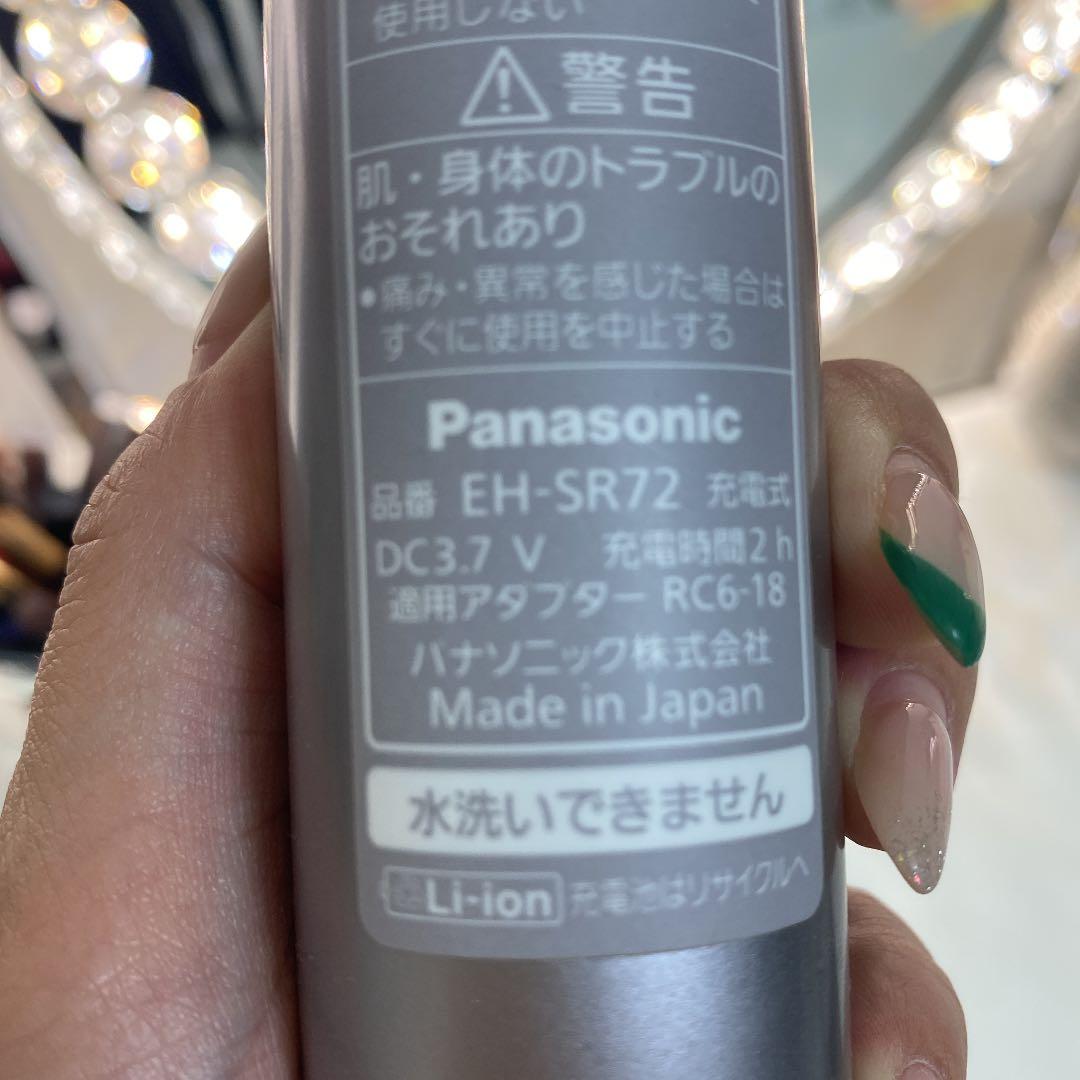 使用しない
警告
肌・身体のトラブルの
おそれあり
•痛み・異常を感じた場合は
すぐに使用を中止する
Panasonic
品番 EH-SR72 充電式
DC3.7 V 充電時間2h
適用アダプター RC6-18
パナソニック株式会社
Made in Japan
水洗いできません
Li-ion 充電池はリサイクルへ